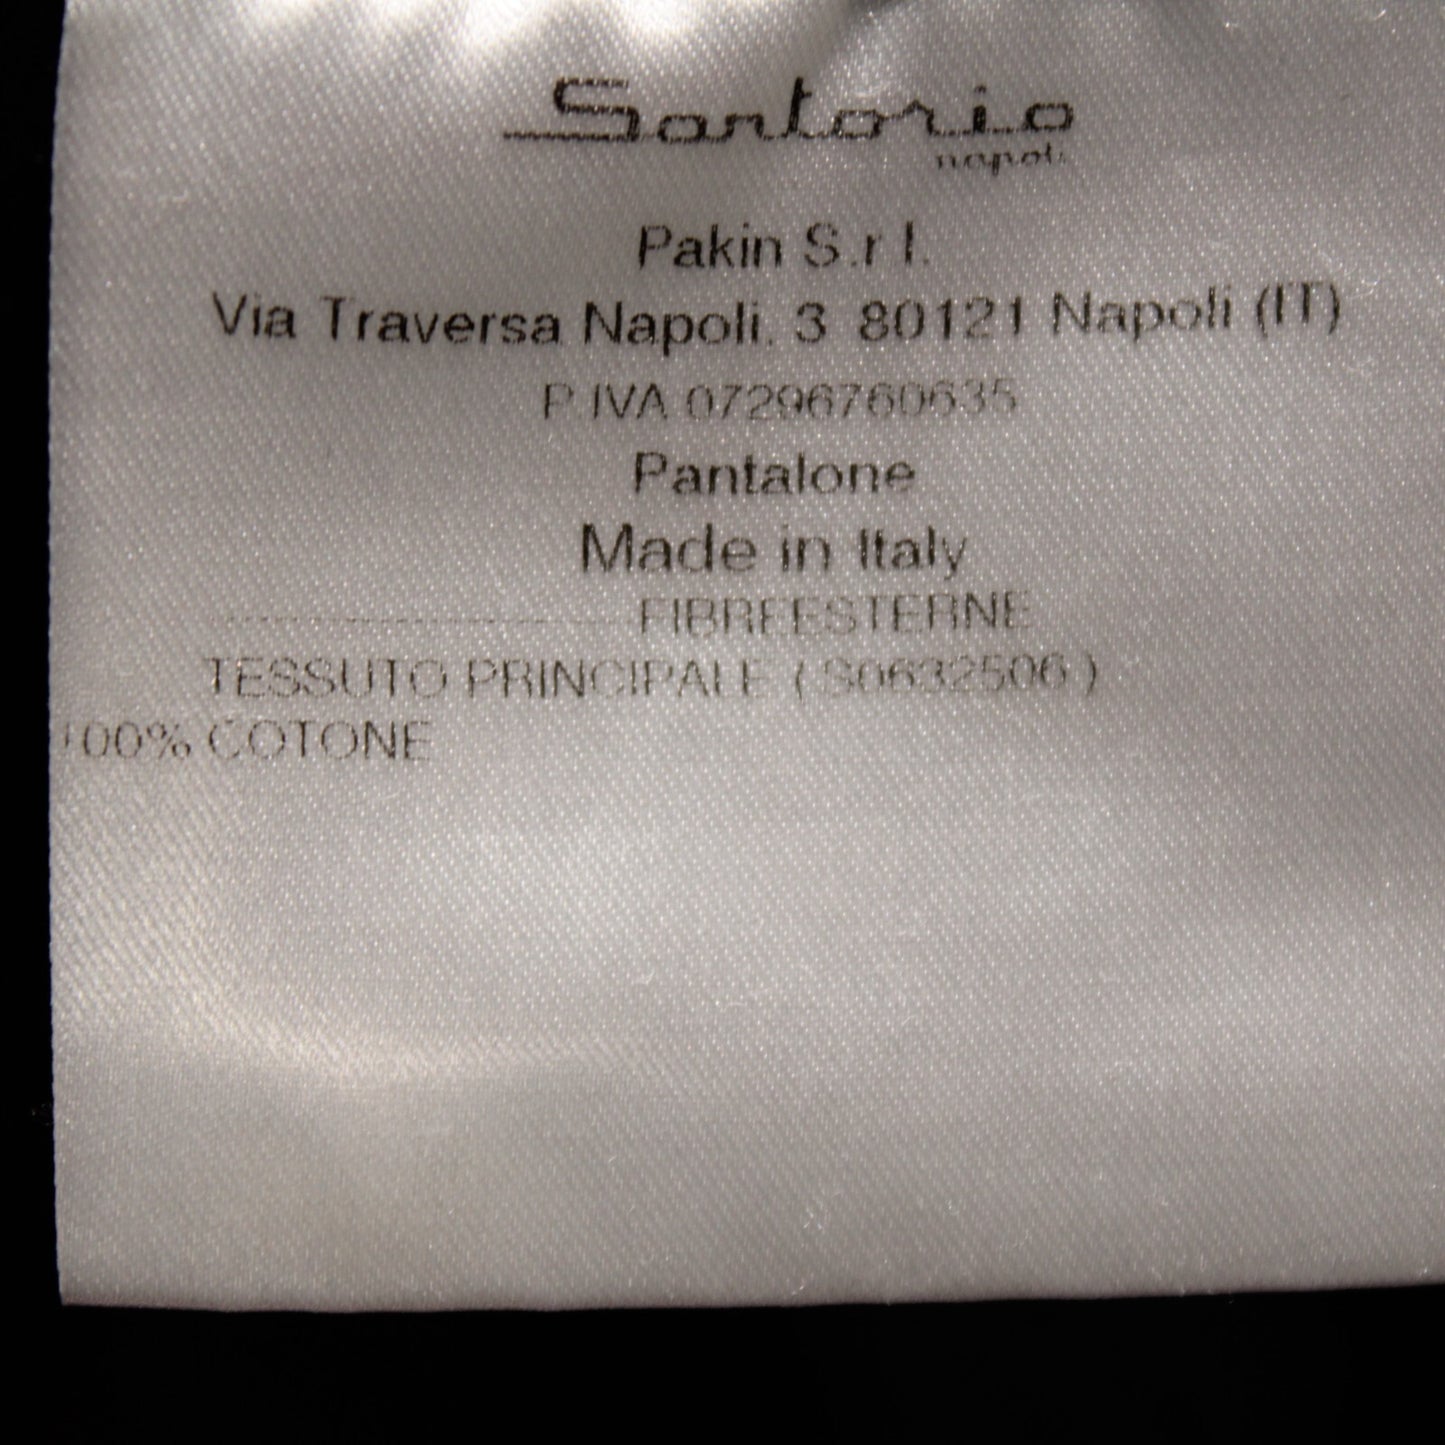 Sartorio
napoli
Pakin S.r.l.
Via Traversa Napoli, 3 80121 Napoli (IT)
P.IVA 07296760635
Pantalone
Made in Italy
FIBREESTERNE
TESSUTO PRINCIPALE ( S0632506 )
100% COTONE